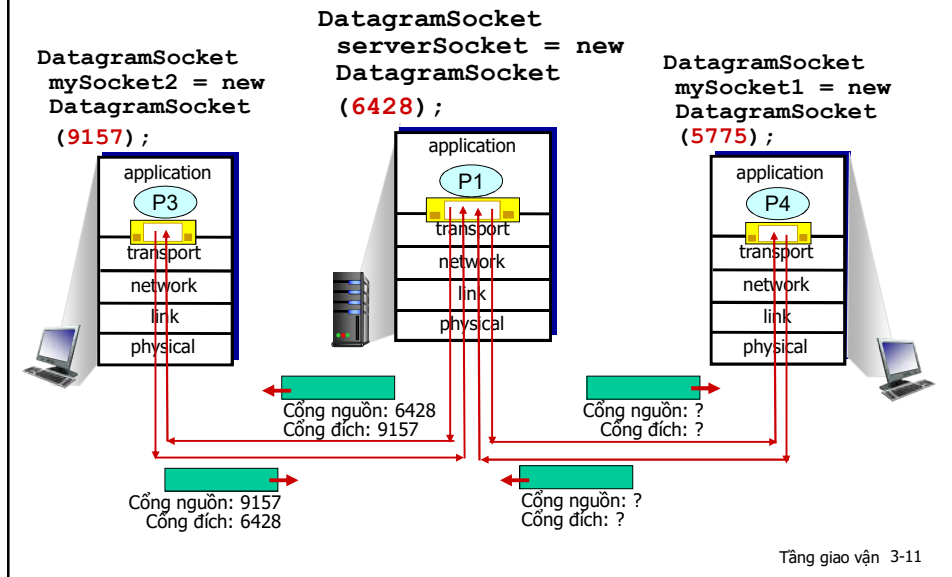 DatagramSocket
serverSocket = new
DatagramSocket
(6428);
DatagramSocket
mySocket2 = new
DatagramSocket
(9157);
DatagramSocket
mySocket1 = new
DatagramSocket
(5775);
application
P3
transport
network
link
physical
application
P1
transport
network
link
physical
application
P4
transport
network
link
physical
Cổng nguồn: 6428
Cổng đích: 9157
Cổng nguồn: ?
Cổng đích: ?
Cổng nguồn: 9157
Cổng đích: 6428
Cổng nguồn: ?
Cổng đích: ?
Tầng giao vận 3-11